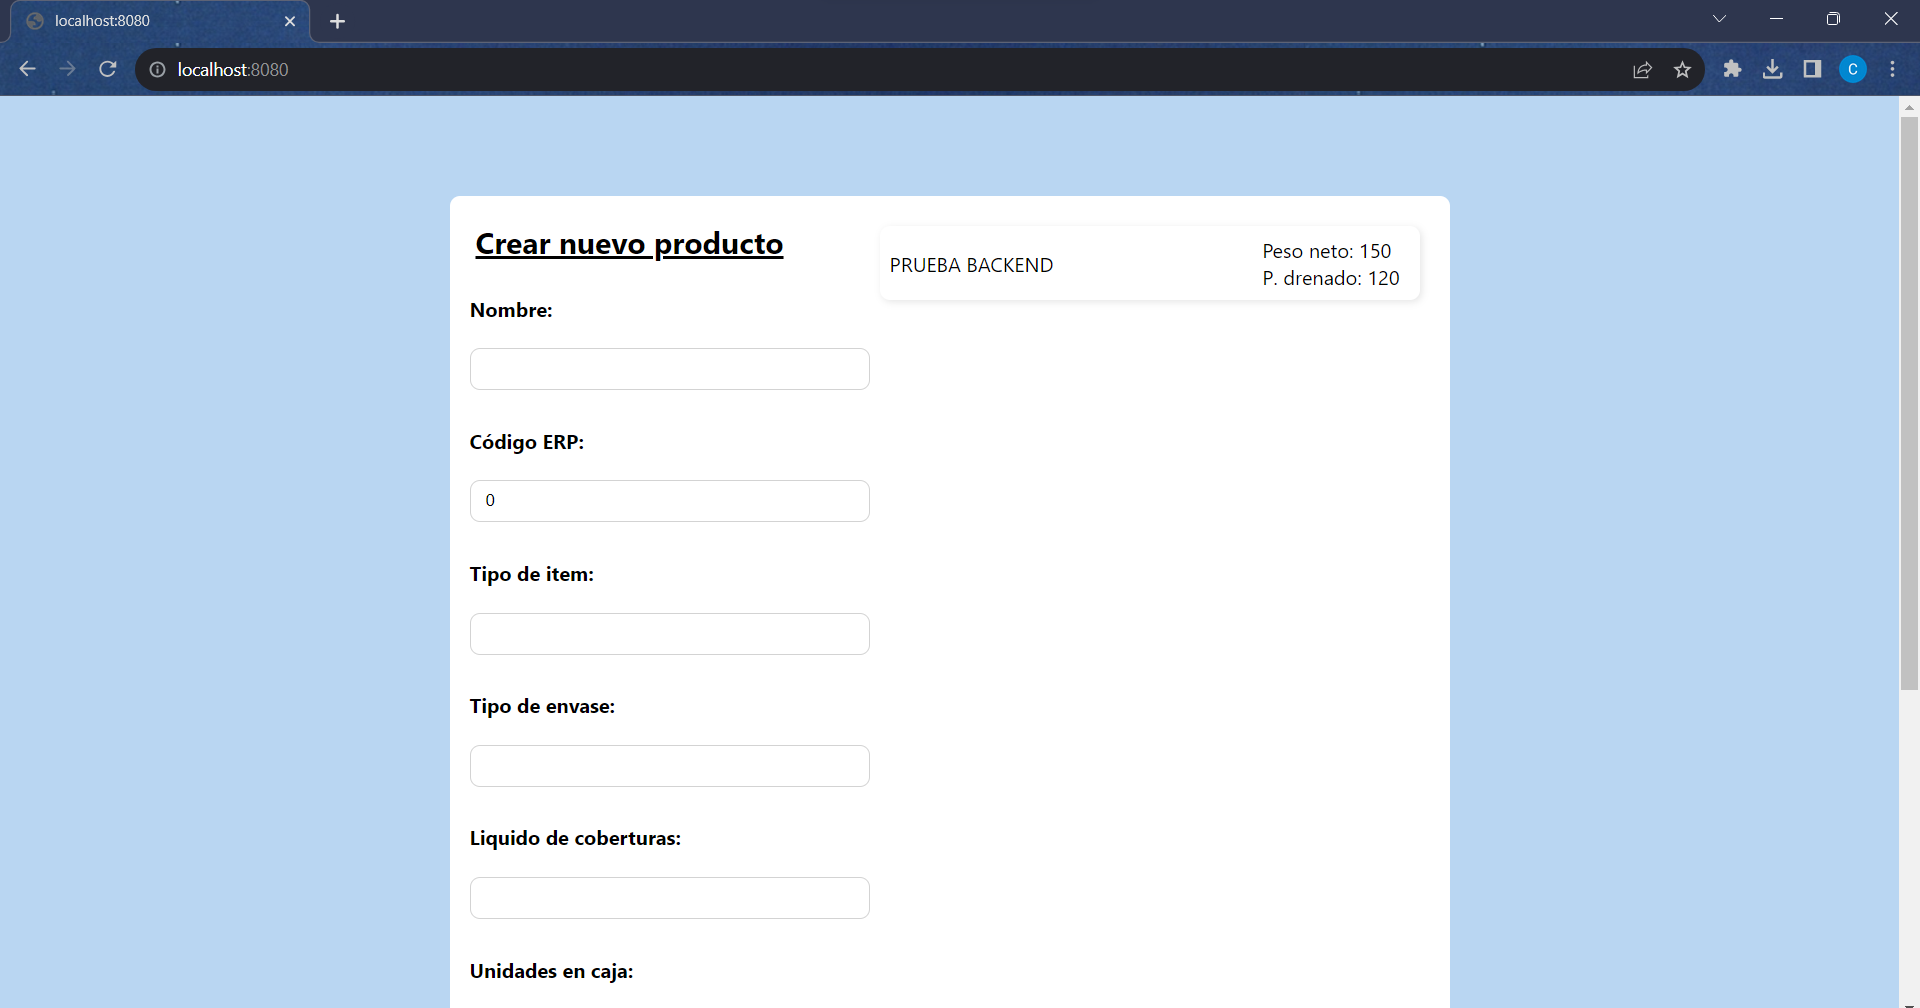 localhost:8080
localhost:8080
C
Crear nuevo producto
PRUEBA BACKEND
Peso neto: 150
P. drenado: 120
Nombre:
Código ERP:
0
Tipo de item:
Tipo de envase:
Liquido de coberturas:
Unidades en caja: